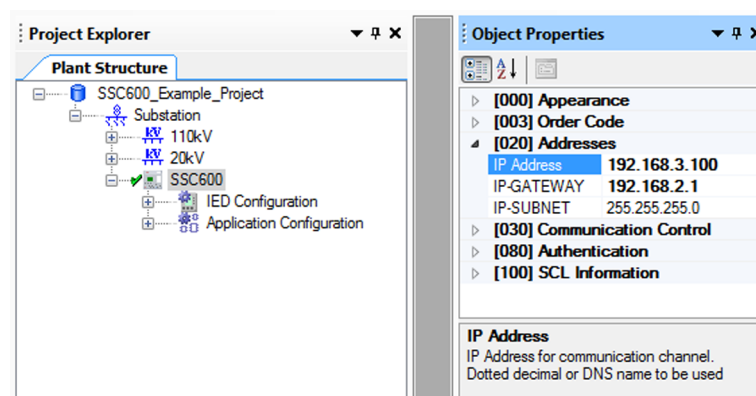 Project Explorer
Plant Structure
SSC600_Example_Project
Substation
110kV
20kV
SSC600
IED Configuration
Application Configuration
Object Properties
[000] Appearance
[003] Order Code
[020] Addresses
IP Address 192.168.3.100
IP-GATEWAY 192.168.2.1
IP-SUBNET 255.255.255.0
[030] Communication Control
[080] Authentication
[100] SCL Information
IP Address
IP Address for communication channel.
Dotted decimal or DNS name to be used